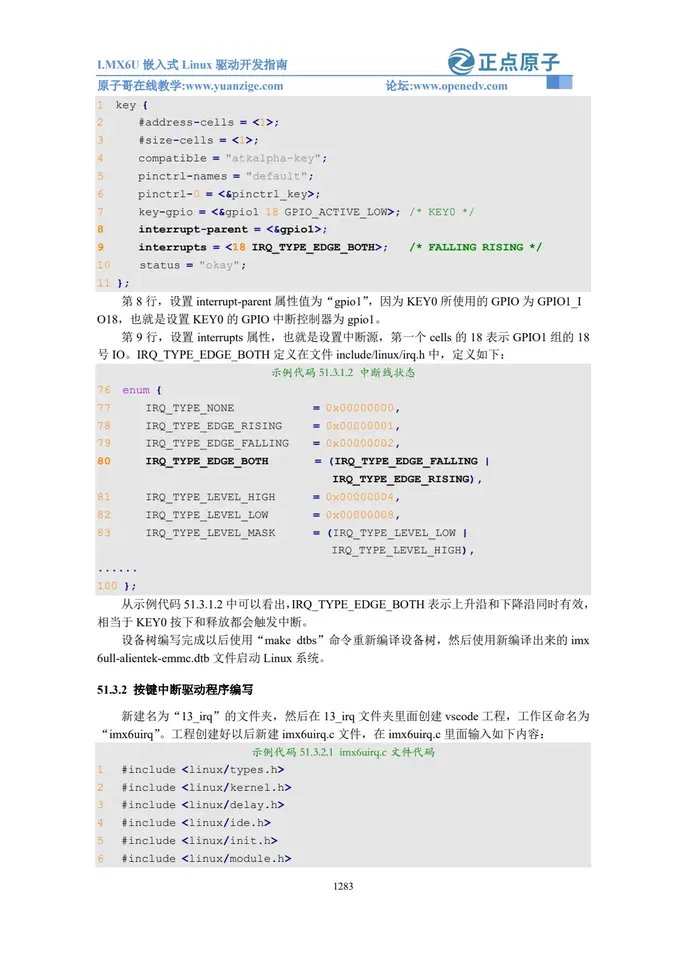 I.MX6U 嵌入式 Linux 驱动开发指南
正点原子
原子哥在线教学:www.yuanzige.com 论坛:www.openedv.com
1 key {
2 #address-cells = <1>;
3 #size-cells = <1>;
4 compatible = "atkalpha-key";
5 pinctrl-names = "default";
6 pinctrl-0 = <&pinctrl_key>;
7 key-gpio = <&gpio1 18 GPIO_ACTIVE_LOW>; /* KEY0 */
8 interrupt-parent = <&gpio1>;
9 interrupts = <18 IRQ_TYPE_EDGE_BOTH>; /* FALLING RISING */
10 status = "okay";
11 };
第 8 行，设置 interrupt-parent 属性值为“gpio1”，因为 KEY0 所使用的 GPIO 为 GPIO1_I
O18，也就是设置 KEY0 的 GPIO 中断控制器为 gpio1。
第 9 行，设置 interrupts 属性，也就是设置中断源，第一个 cells 的 18 表示 GPIO1 组的 18
号 IO。IRQ_TYPE_EDGE_BOTH 定义在文件 include/linux/irq.h 中，定义如下：
示例代码 51.3.1.2 中断线状态
76 enum {
77 IRQ_TYPE_NONE = 0x00000000,
78 IRQ_TYPE_EDGE_RISING = 0x00000001,
79 IRQ_TYPE_EDGE_FALLING = 0x00000002,
80 IRQ_TYPE_EDGE_BOTH = (IRQ_TYPE_EDGE_FALLING |
IRQ_TYPE_EDGE_RISING),
81 IRQ_TYPE_LEVEL_HIGH = 0x00000004,
82 IRQ_TYPE_LEVEL_LOW = 0x00000008,
83 IRQ_TYPE_LEVEL_MASK = (IRQ_TYPE_LEVEL_LOW |
IRQ_TYPE_LEVEL_HIGH),
......
100 };
从示例代码 51.3.1.2 中可以看出，IRQ_TYPE_EDGE_BOTH 表示上升沿和下降沿同时有效，
相当于 KEY0 按下和释放都会触发中断。
设备树编写完成以后使用“make dtbs”命令重新编译设备树，然后使用新编译出来的 imx
6ull-alientek-emmc.dtb 文件启动 Linux 系统。
51.3.2 按键中断驱动程序编写
新建名为“13_irq”的文件夹，然后在 13_irq 文件夹里面创建 vscode 工程，工作区命名为
“imx6uirq”。工程创建好以后新建 imx6uirq.c 文件，在 imx6uirq.c 里面输入如下内容：
示例代码 51.3.2.1 imx6uirq.c 文件代码
1 #include <linux/types.h>
2 #include <linux/kernel.h>
3 #include <linux/delay.h>
4 #include <linux/ide.h>
5 #include <linux/init.h>
6 #include <linux/module.h>
1283